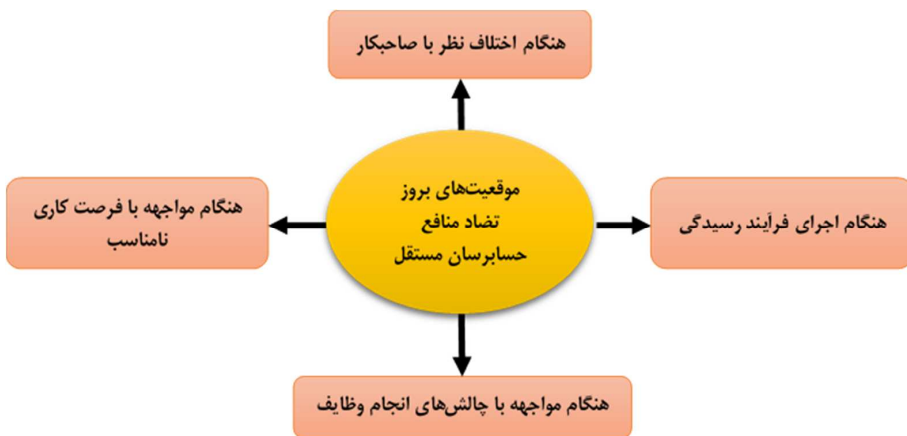 هنگام اختلاف نظر با صاحبکار
موقعیت‌های بروز
تضاد منافع
حسابرسان مستقل
هنگام اجرای فرآیند رسیدگی
هنگام مواجهه با فرصت کاری
نامناسب
هنگام مواجهه با چالش‌های انجام وظایف